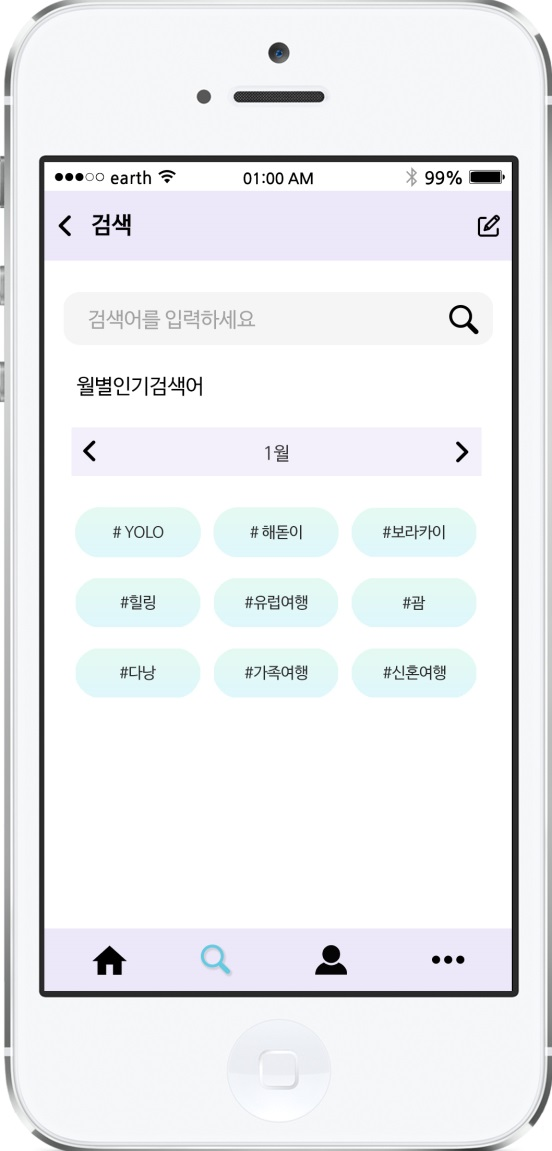 earth 01:00 AM 99%
검색
검색어를 입력하세요
월별인기검색어
1월
# YOLO # 해돋이 #보라카이
#힐링 #유럽여행 #괌
#다낭 #가족여행 #신혼여행